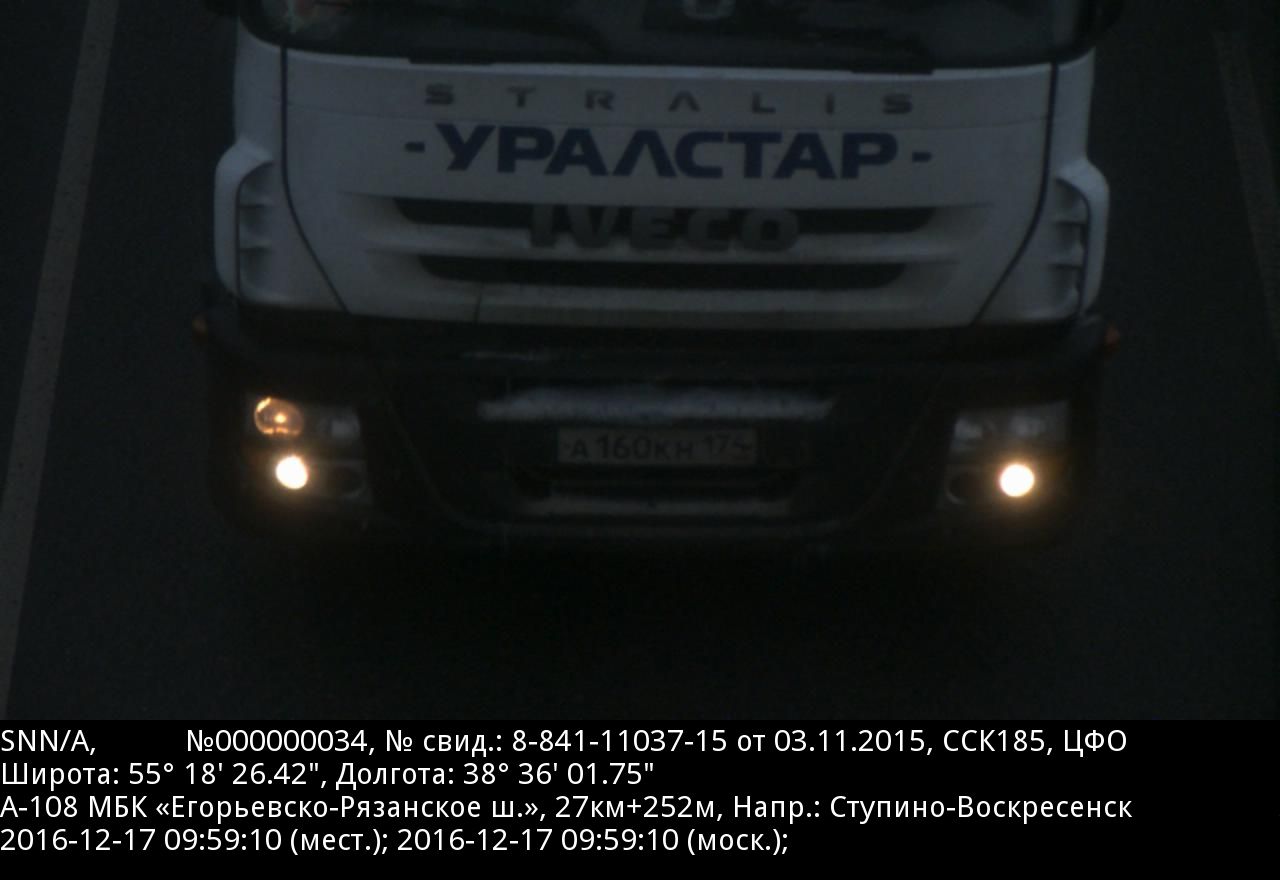 STRALIS
-УРАЛСТАР-
IVECO
А160КН 174
SNN/A, №000000034, № свид.: 8-841-11037-15 от 03.11.2015, ССК185, ЦФО
Широта: 55° 18' 26.42", Долгота: 38° 36' 01.75"
А-108 МБК «Егорьевско-Рязанское ш.», 27км+252м, Напр.: Ступино-Воскресенск
2016-12-17 09:59:10 (мест.); 2016-12-17 09:59:10 (моск.);